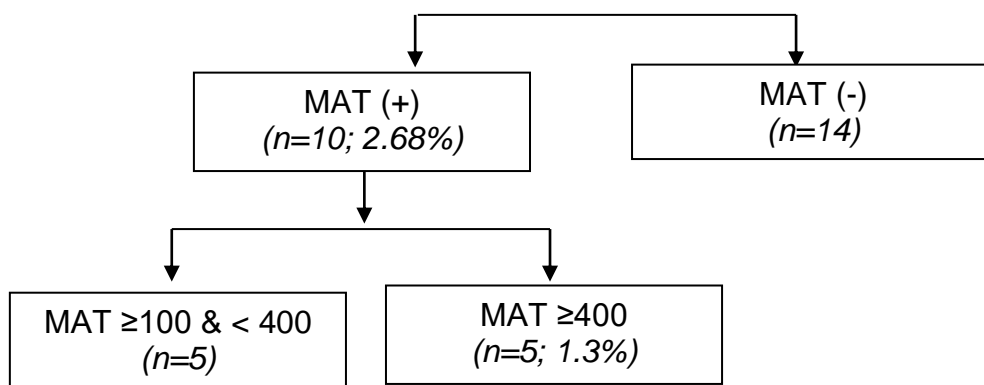 MAT (+)
(n=10; 2.68%)
MAT (-)
(n=14)
MAT ≥100 & < 400
(n=5)
MAT ≥400
(n=5; 1.3%)